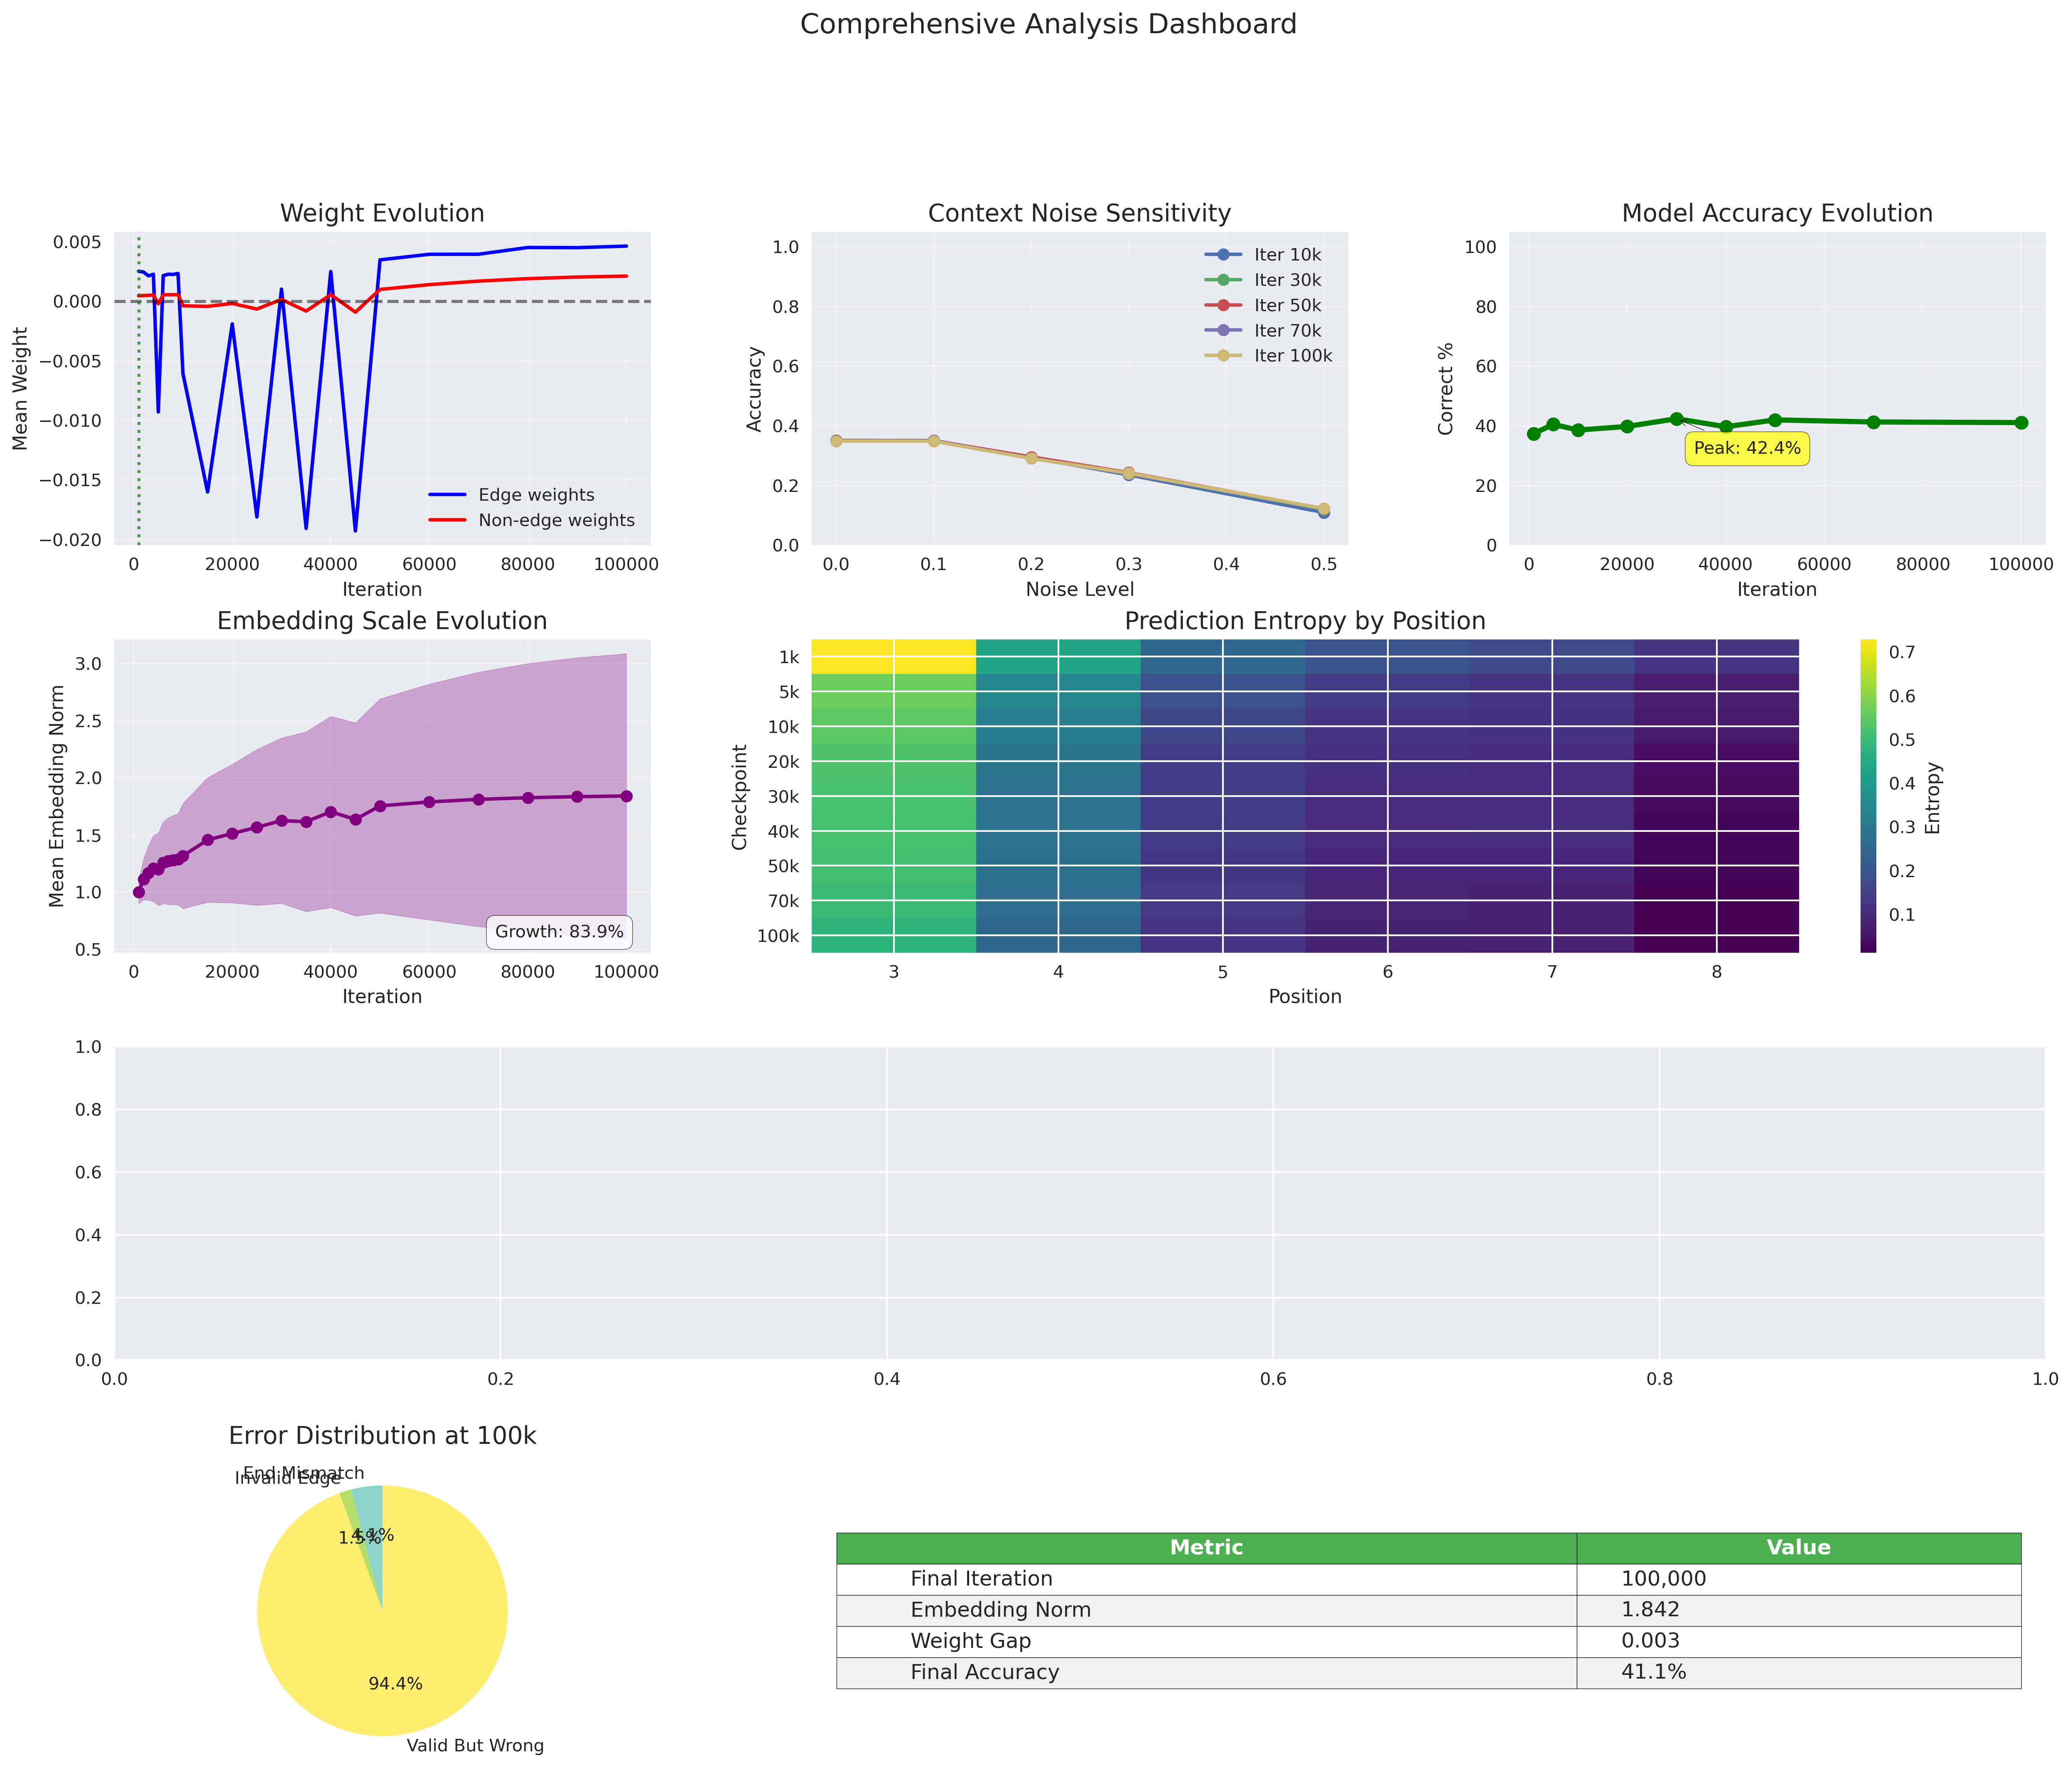 Comprehensive Analysis Dashboard
Weight Evolution
0.005
0.000
−0.005
−0.010
−0.015
−0.020
Mean Weight
Edge weights
Non-edge weights
0 20000 40000 60000 80000 100000
Iteration
Context Noise Sensitivity
1.0
0.8
0.6
0.4
0.2
0.0
Accuracy
Iter 10k
Iter 30k
Iter 50k
Iter 70k
Iter 100k
0.0 0.1 0.2 0.3 0.4 0.5
Noise Level
Model Accuracy Evolution
100
80
60
40
20
0
Correct %
Peak: 42.4%
0 20000 40000 60000 80000 100000
Iteration
Embedding Scale Evolution
3.0
2.5
2.0
1.5
1.0
0.5
Mean Embedding Norm
Growth: 83.9%
0 20000 40000 60000 80000 100000
Iteration
Prediction Entropy by Position
1k
5k
10k
20k
30k
40k
50k
70k
100k
Checkpoint
3 4 5 6 7 8
Position
0.7
0.6
0.5
0.4
0.3
0.2
0.1
Entropy
1.0
0.8
0.6
0.4
0.2
0.0
0.0 0.2 0.4 0.6 0.8 1.0
Error Distribution at 100k
End Mismatch
Invalid Edge
4.1%
1.5%
94.4%
Valid But Wrong
Metric Value
Final Iteration 100,000
Embedding Norm 1.842
Weight Gap 0.003
Final Accuracy 41.1%